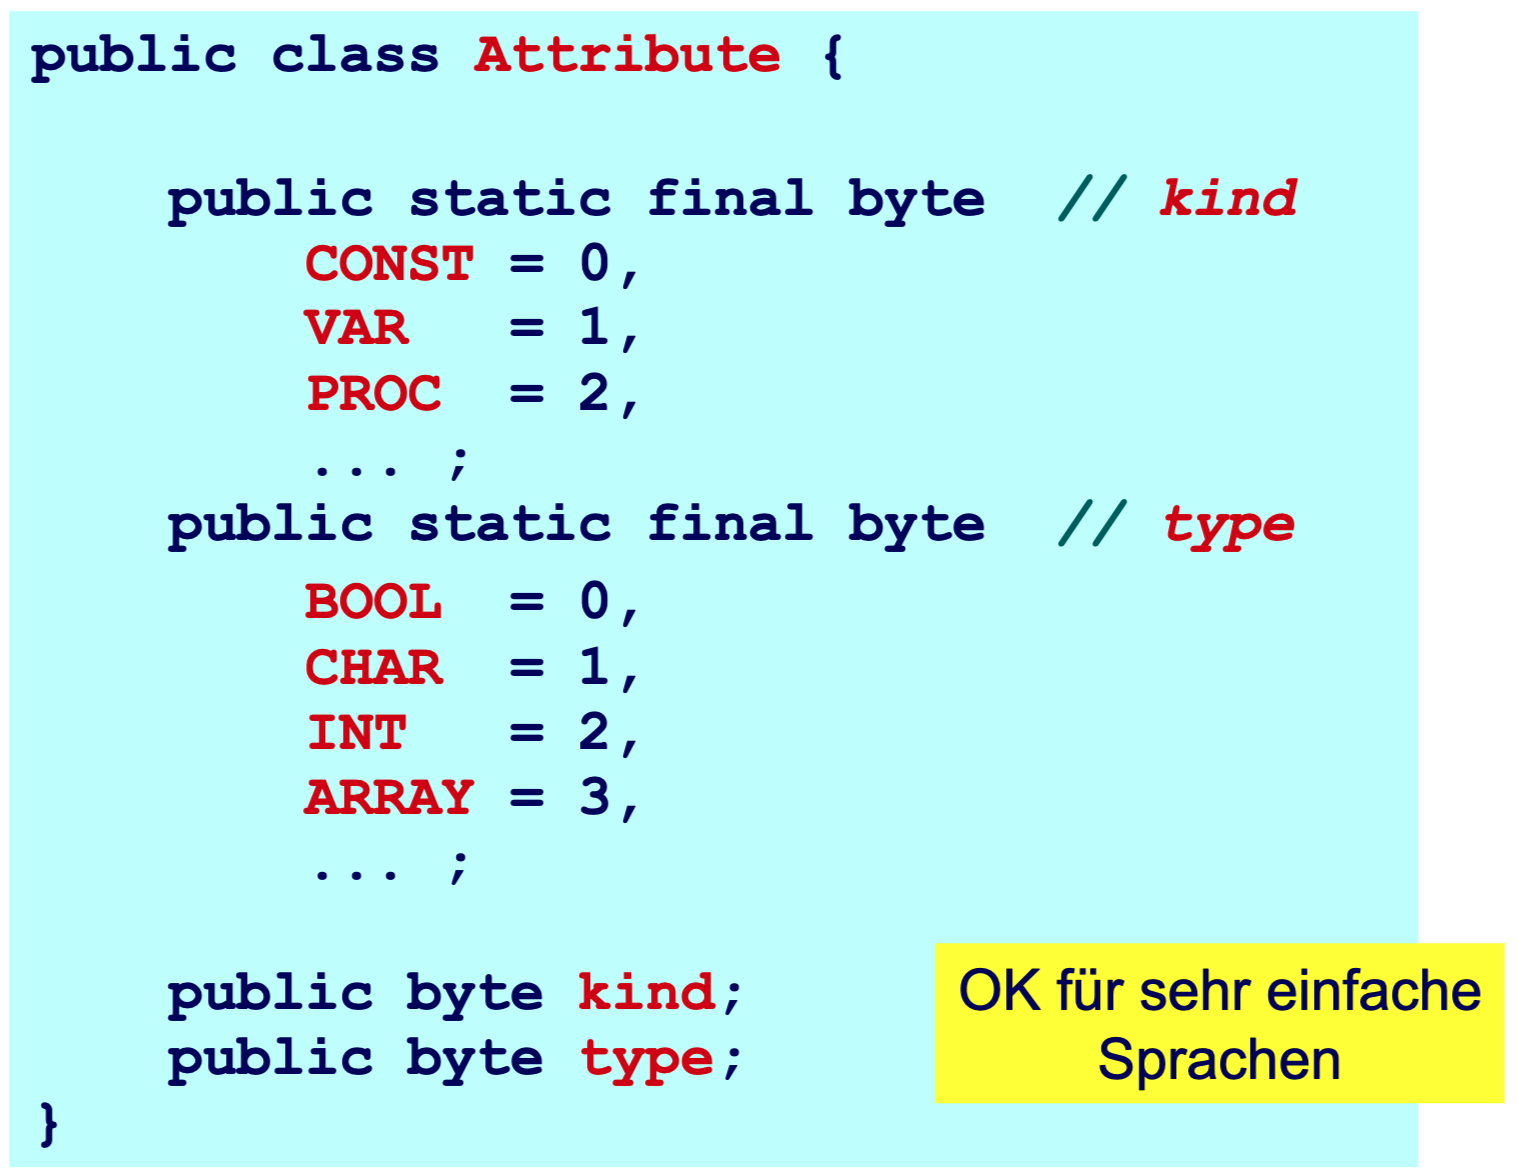 public class Attribute {
public static final byte // kind
CONST = 0,
VAR = 1,
PROC = 2,
... ;
public static final byte // type
BOOL = 0,
CHAR = 1,
INT = 2,
ARRAY = 3,
... ;
public byte kind;
public byte type;
}
OK für sehr einfache
Sprachen